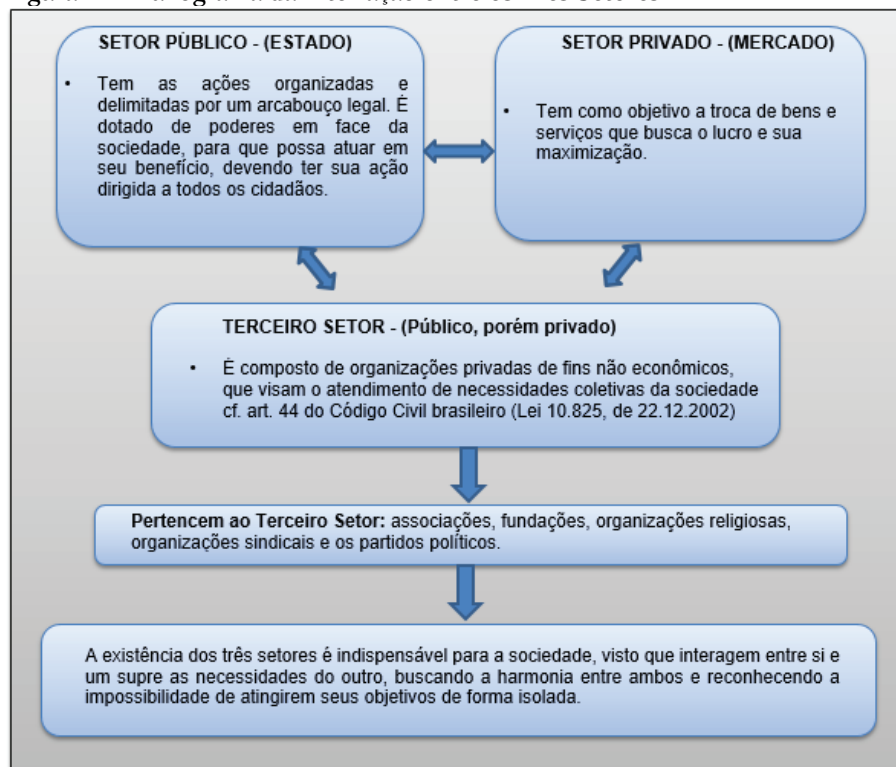 SETOR PÚBLICO - (ESTADO)
• Tem as ações organizadas e
delimitadas por um arcabouço legal. É
dotado de poderes em face da
sociedade, para que possa atuar em
seu benefício, devendo ter sua ação
dirigida a todos os cidadãos.
SETOR PRIVADO - (MERCADO)
• Tem como objetivo a troca de bens e
serviços que busca o lucro e sua
maximização.
TERCEIRO SETOR - (Público, porém privado)
• É composto de organizações privadas de fins não econômicos,
que visam o atendimento de necessidades coletivas da sociedade
cf. art. 44 do Código Civil brasileiro (Lei 10.825, de 22.12.2002)
Pertencem ao Terceiro Setor: associações, fundações, organizações religiosas,
organizações sindicais e os partidos políticos.
A existência dos três setores é indispensável para a sociedade, visto que interagem entre si e
um supre as necessidades do outro, buscando a harmonia entre ambos e reconhecendo a
impossibilidade de atingirem seus objetivos de forma isolada.